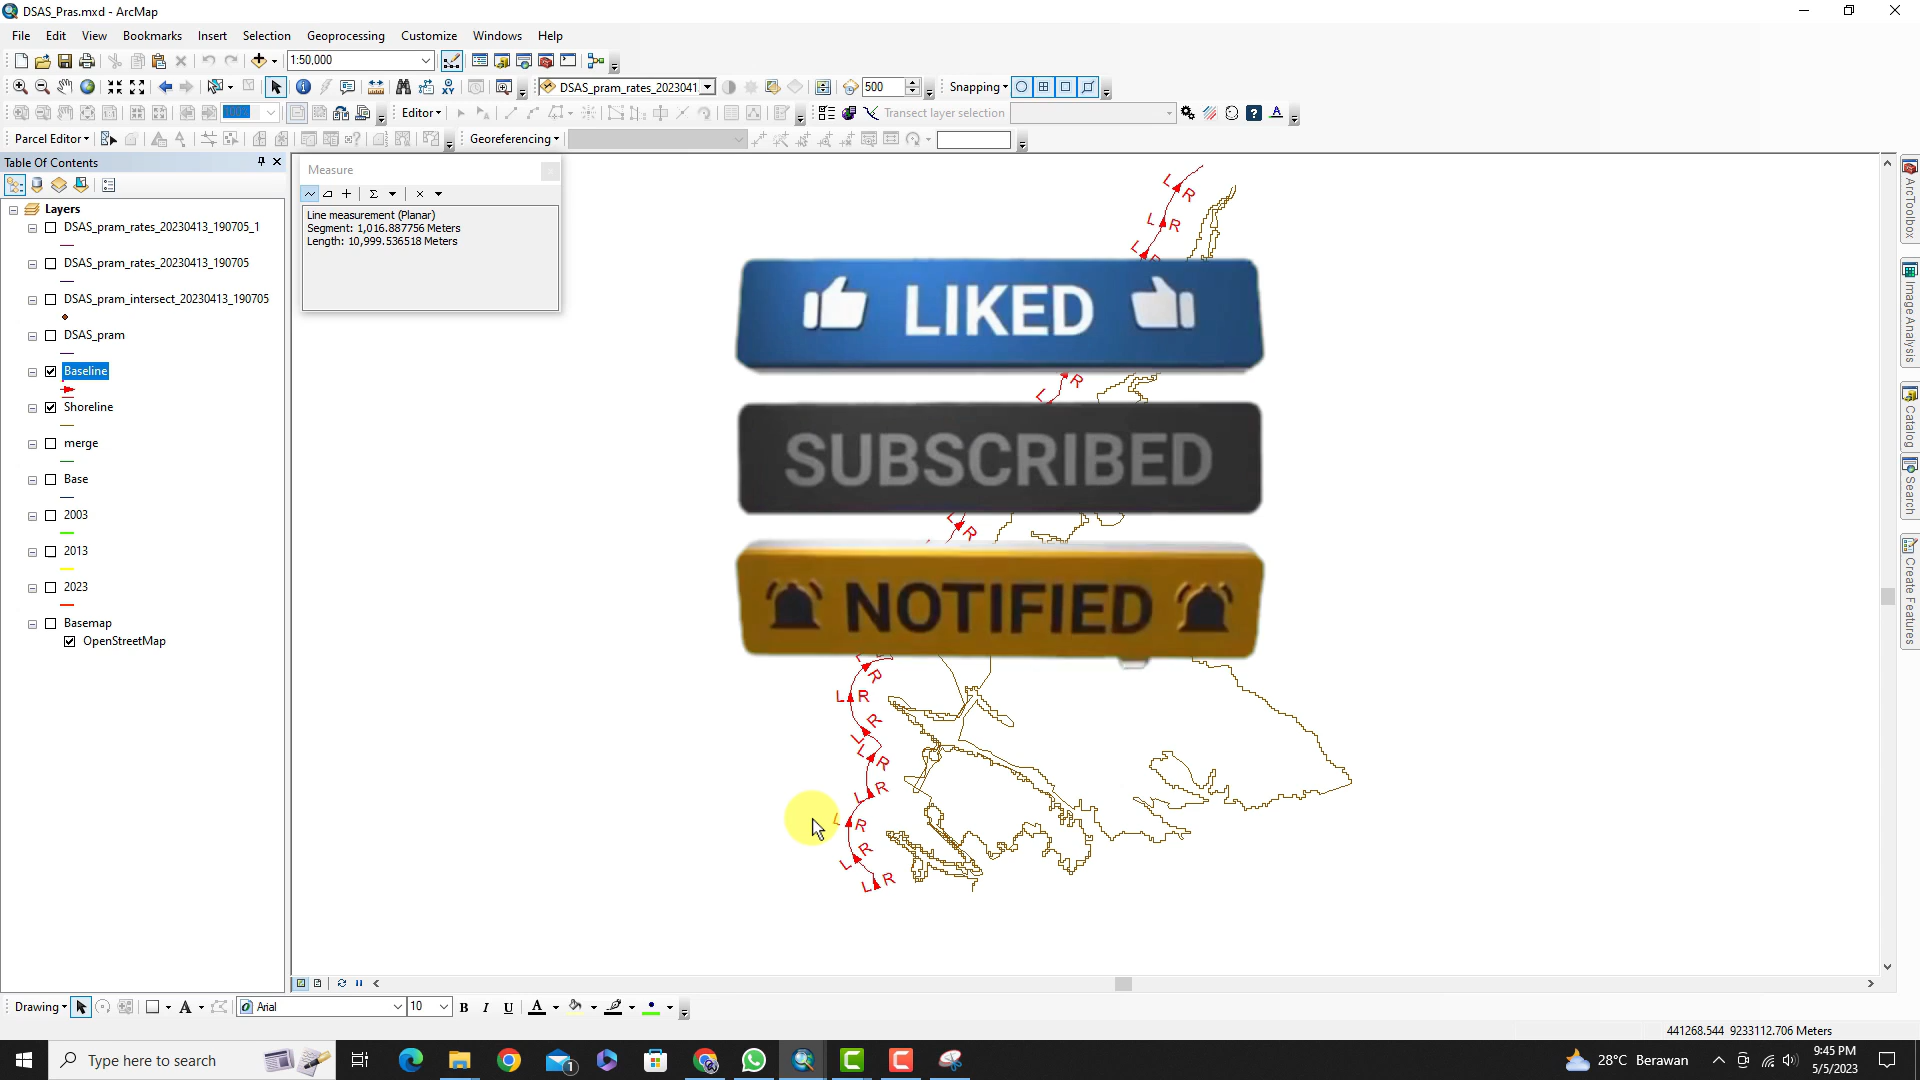 DSAS_Pras.mxd - ArcMap
File Edit View Bookmarks Insert Selection Geoprocessing Customize Windows Help
1:50,000
DSAS_pram_rates_2023041 500 Snapping
100% Editor Transect layer selection
Parcel Editor Georeferencing
Table Of Contents
Layers
DSAS_pram_rates_20230413_190705_1
DSAS_pram_rates_20230413_190705
DSAS_pram_intersect_20230413_190705
DSAS_pram
Baseline
Shoreline
merge
Base
2003
2013
2023
Basemap
OpenStreetMap
Measure
Line measurement (Planar)
Segment: 1,016.887756 Meters
Length: 10,999.536518 Meters
L R
L R
L
LIKED
L R
SUBSCRIBED
L R
NOTIFIED
L R
L R
L R
L R
L R
L R
L R
L R
ArcToolbox
Image Analysis
Catalog
Search
Create Features
Drawing A Arial 10 B I U A
441268.544 9233112.706 Meters
Type here to search
1
28°C Berawan
9:45 PM
5/5/2023